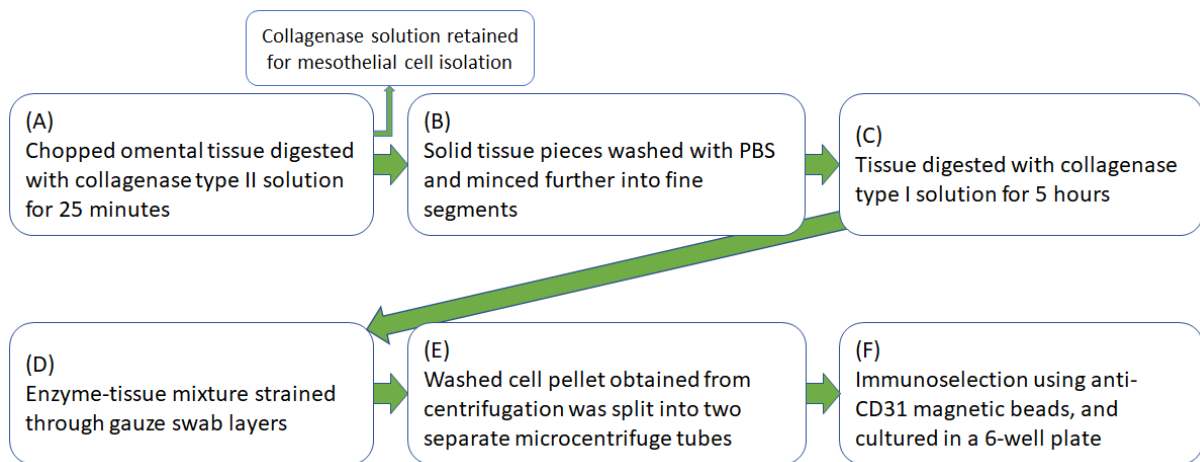 Collagenase solution retained
for mesothelial cell isolation
(A)
Chopped omental tissue digested
with collagenase type II solution
for 25 minutes
(B)
Solid tissue pieces washed with PBS
and minced further into fine
segments
(C)
Tissue digested with collagenase
type I solution for 5 hours
(D)
Enzyme-tissue mixture strained
through gauze swab layers
(E)
Washed cell pellet obtained from
centrifugation was split into two
separate microcentrifuge tubes
(F)
Immunoselection using anti-
CD31 magnetic beads, and
cultured in a 6-well plate